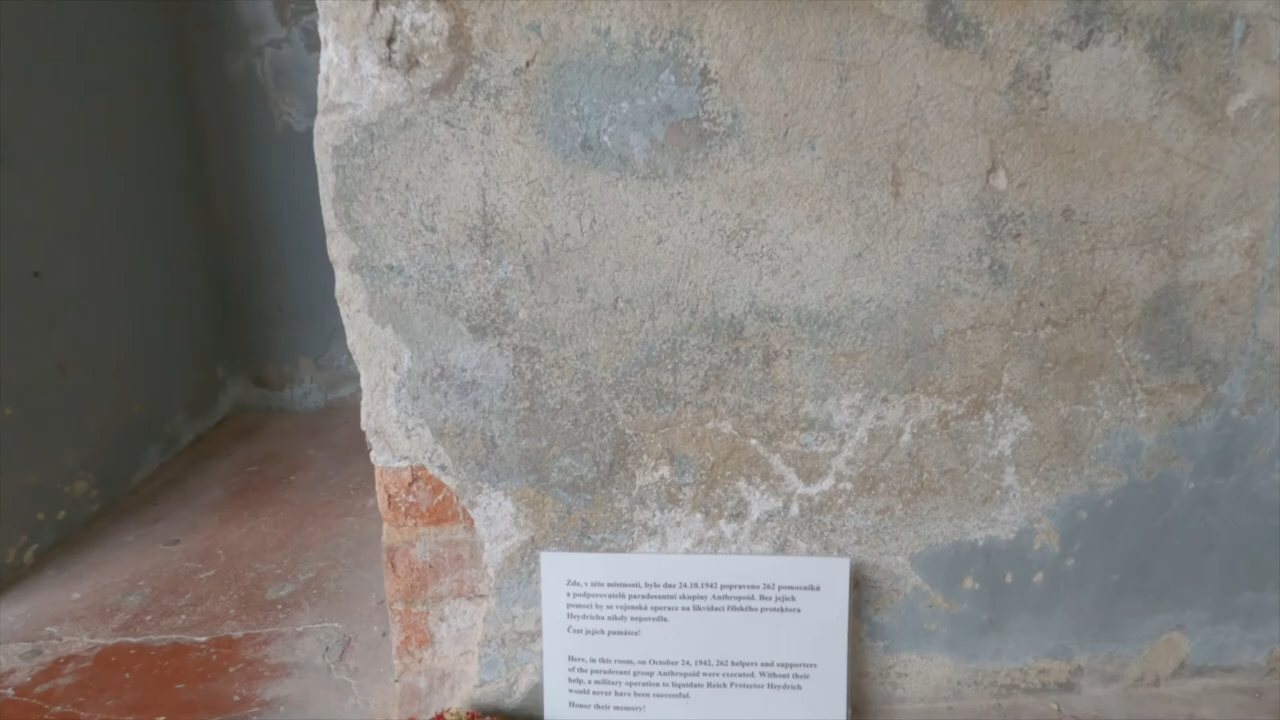 Zde, v této místnosti, bylo dne 24.10.1942 popraveno 262 pomocníků
a podporovatelů paradesantní skupiny Anthropoid. Bez jejich
pomoci by se vojenská operace na likvidaci říšského protektora
Heydricha nikdy nepovedla.
Čest jejich památce!
Here, in this room, on October 24, 1942, 262 helpers and supporters
of the paradesant group Anthropoid were executed. Without their
help, a military operation to liquidate Reich Protector Heydrich
would never have been successful.
Honor their memory!